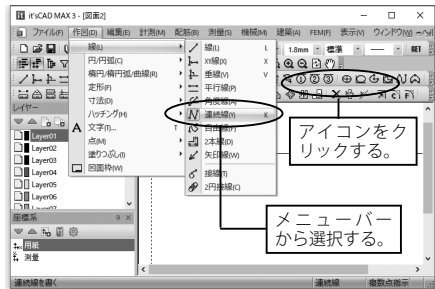 it'sCAD MAX 3 - [図面2]
ファイル(F) 作図(D) 編集(E) 計測(M) 配筋(B) 測量(S) 機械(M) 建築(A) FEM(F) 表示(V) ウィンドウ(W) ヘルプ
線(L)
円/円弧(C)
楕円/楕円弧/曲線(R)
定形(F)
寸法(D)
ハッチング(H)
文字(T)... T
点(M)
塗りつぶし(I)
図面枠(W)
線(L) L
XY線(X) X
垂線(V) V
平行線(P)
角度線(A)
連続線(Y) K
自由線(F)
2本線(D)
矢印線(W)
接線(T)
2円接線(C)
1.8mm 標準 GET
レイヤー
Layer01
Layer02
Layer03
Layer04
Layer05
Layer06
Layer07
座標系
用紙
測量
アイコンをク
リックする。
メニューバー
から選択する。
連続線を書く 連続線 複数点指示